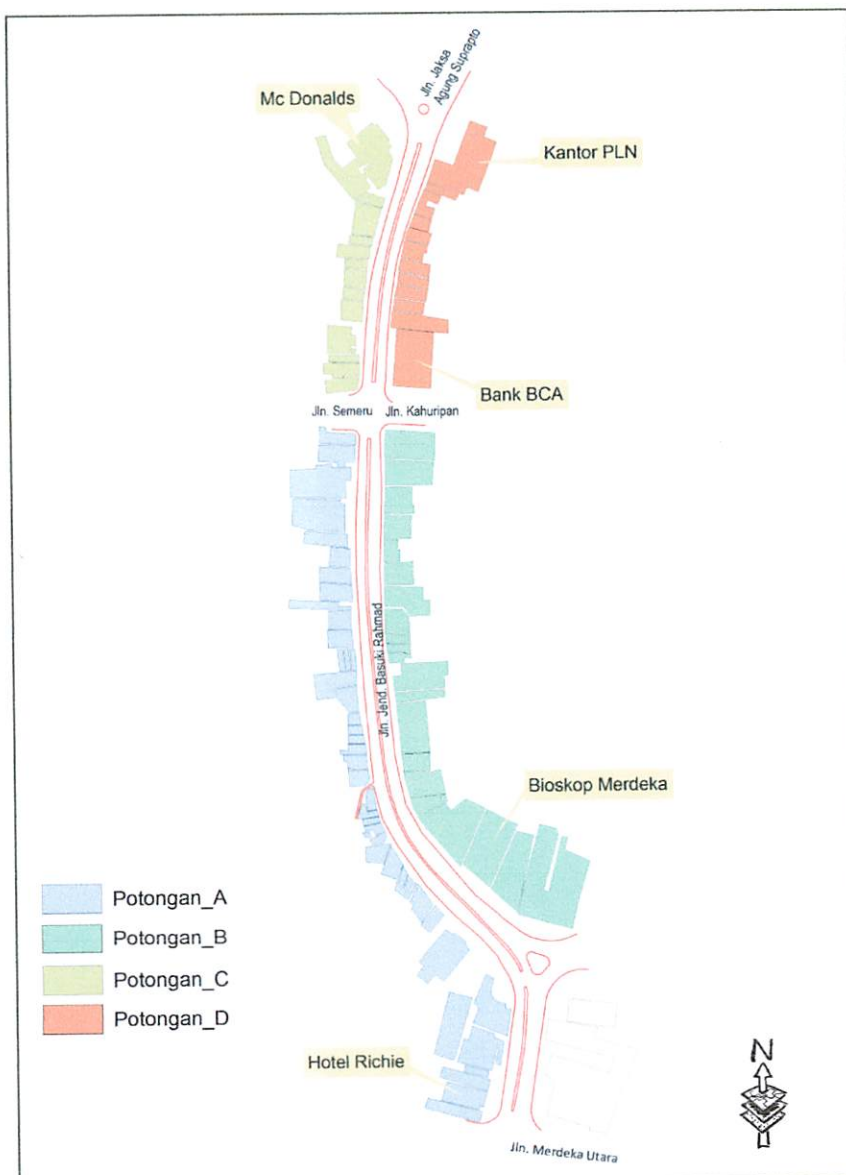 Jln. Jaksa
Agung Suprapto
Mc Donalds
Kantor PLN
Bank BCA
Jln. Semeru
Jln. Kahuripan
Jln. Jend. Basuki Rahmad
Bioskop Merdeka
Potongan_A
Potongan_B
Potongan_C
Potongan_D
Hotel Richie
N
Jln. Merdeka Utara